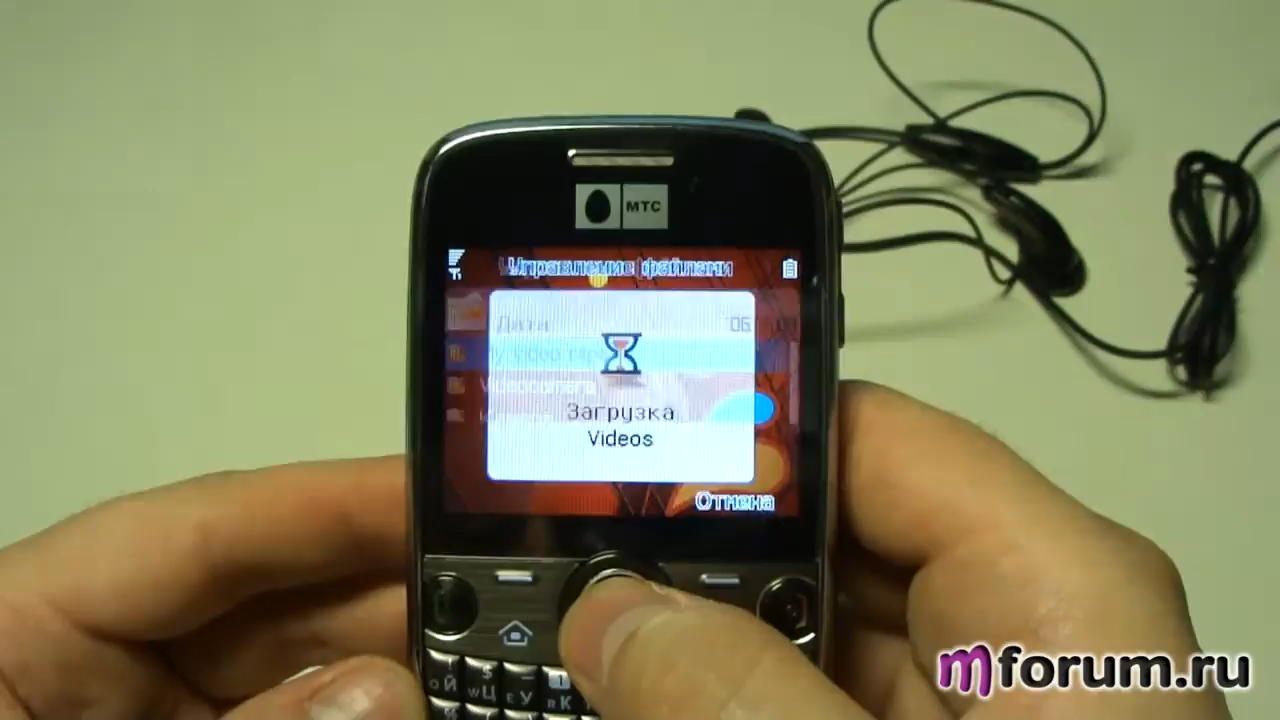 МТС
Управление файлами
Дата
Загрузка
Videos
Отмена
mforum.ru